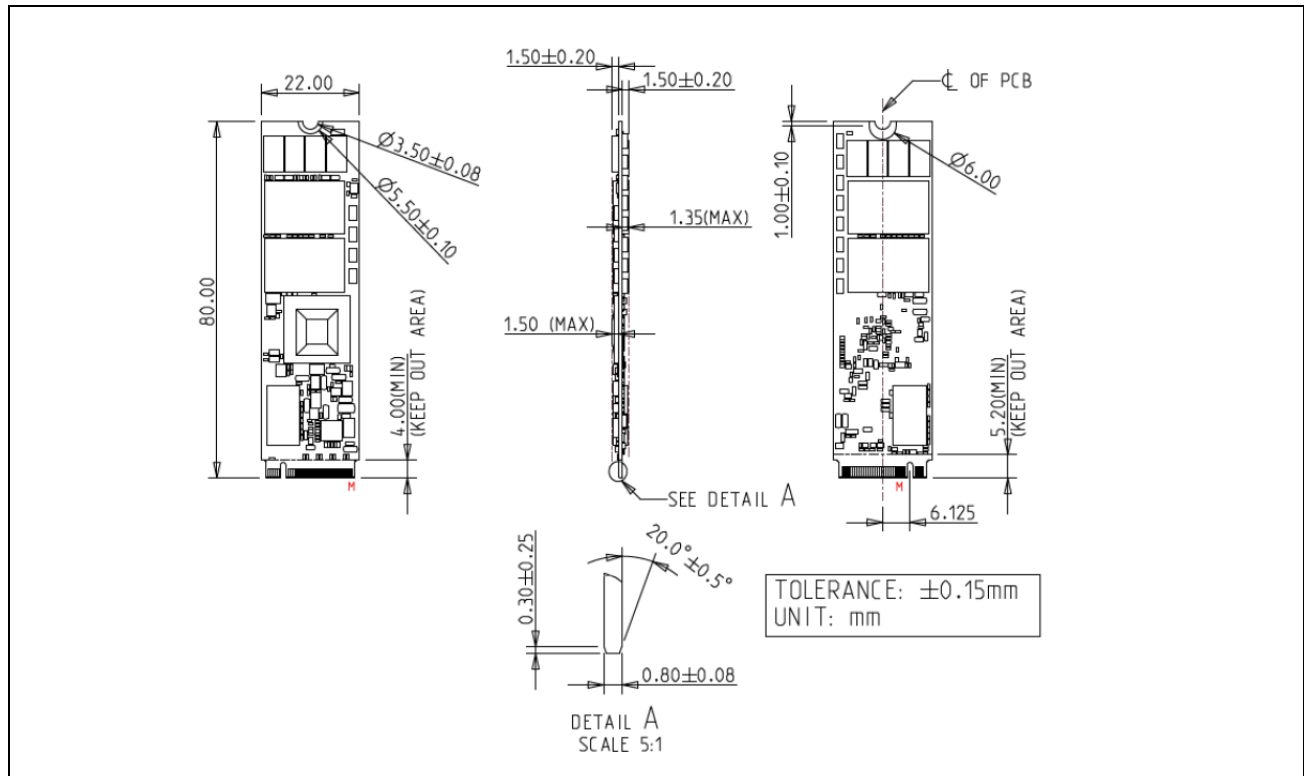 22.00
80.00
Ø3.50±0.08
Ø5.50±0.10
4.00(MIN)
(KEEP OUT AREA)
M
1.50±0.20
1.50±0.20
1.35(MAX)
1.50 (MAX)
SEE DETAIL A
℄ OF PCB
1.00±0.10
Ø6.00
5.20(MIN)
(KEEP OUT AREA)
M
6.125
0.30±0.25
20.0°±0.5°
0.80±0.08
DETAIL A
SCALE 5:1
TOLERANCE: ±0.15mm
UNIT: mm